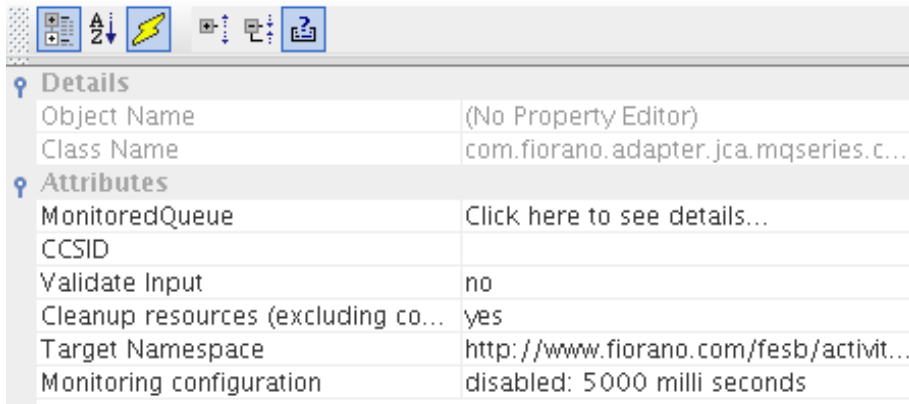 Details
Object Name (No Property Editor)
Class Name com.fiorano.adapter.jca.mqseries.c...
Attributes
MonitoredQueue Click here to see details...
CCSID
Validate Input no
Cleanup resources (excluding co... yes
Target Namespace http://www.fiorano.com/fesb/activit...
Monitoring configuration disabled: 5000 milli seconds